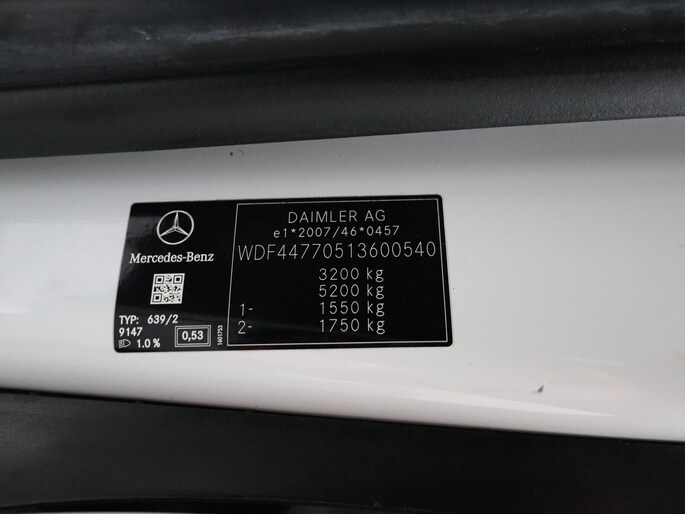 Mercedes-Benz
TYP: 639/2
9147
1.0 %
0,53
1401753
DAIMLER AG
e1*2007/46*0457
WDF44770513600540
3200 kg
5200 kg
1- 1550 kg
2- 1750 kg